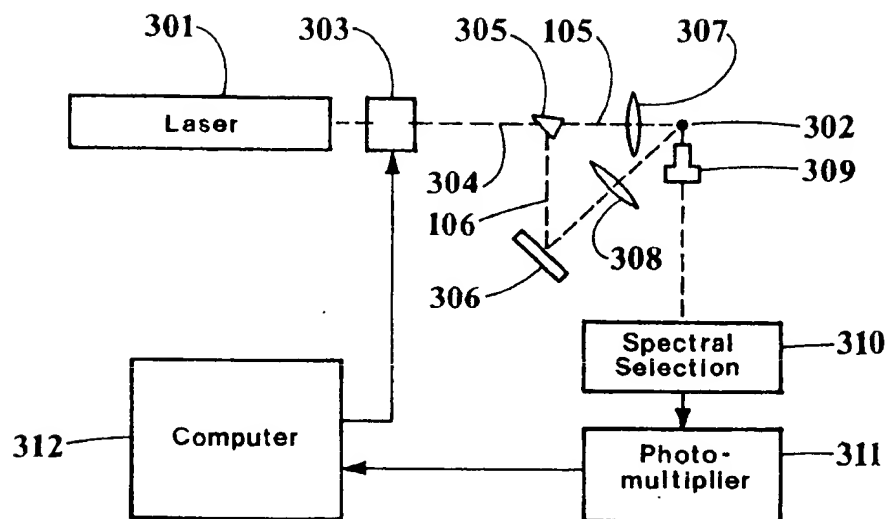 301
303
305
105
307
Laser
302
304
309
106
308
306
Spectral
Selection
310
312
Computer
Photo-
multiplier
311